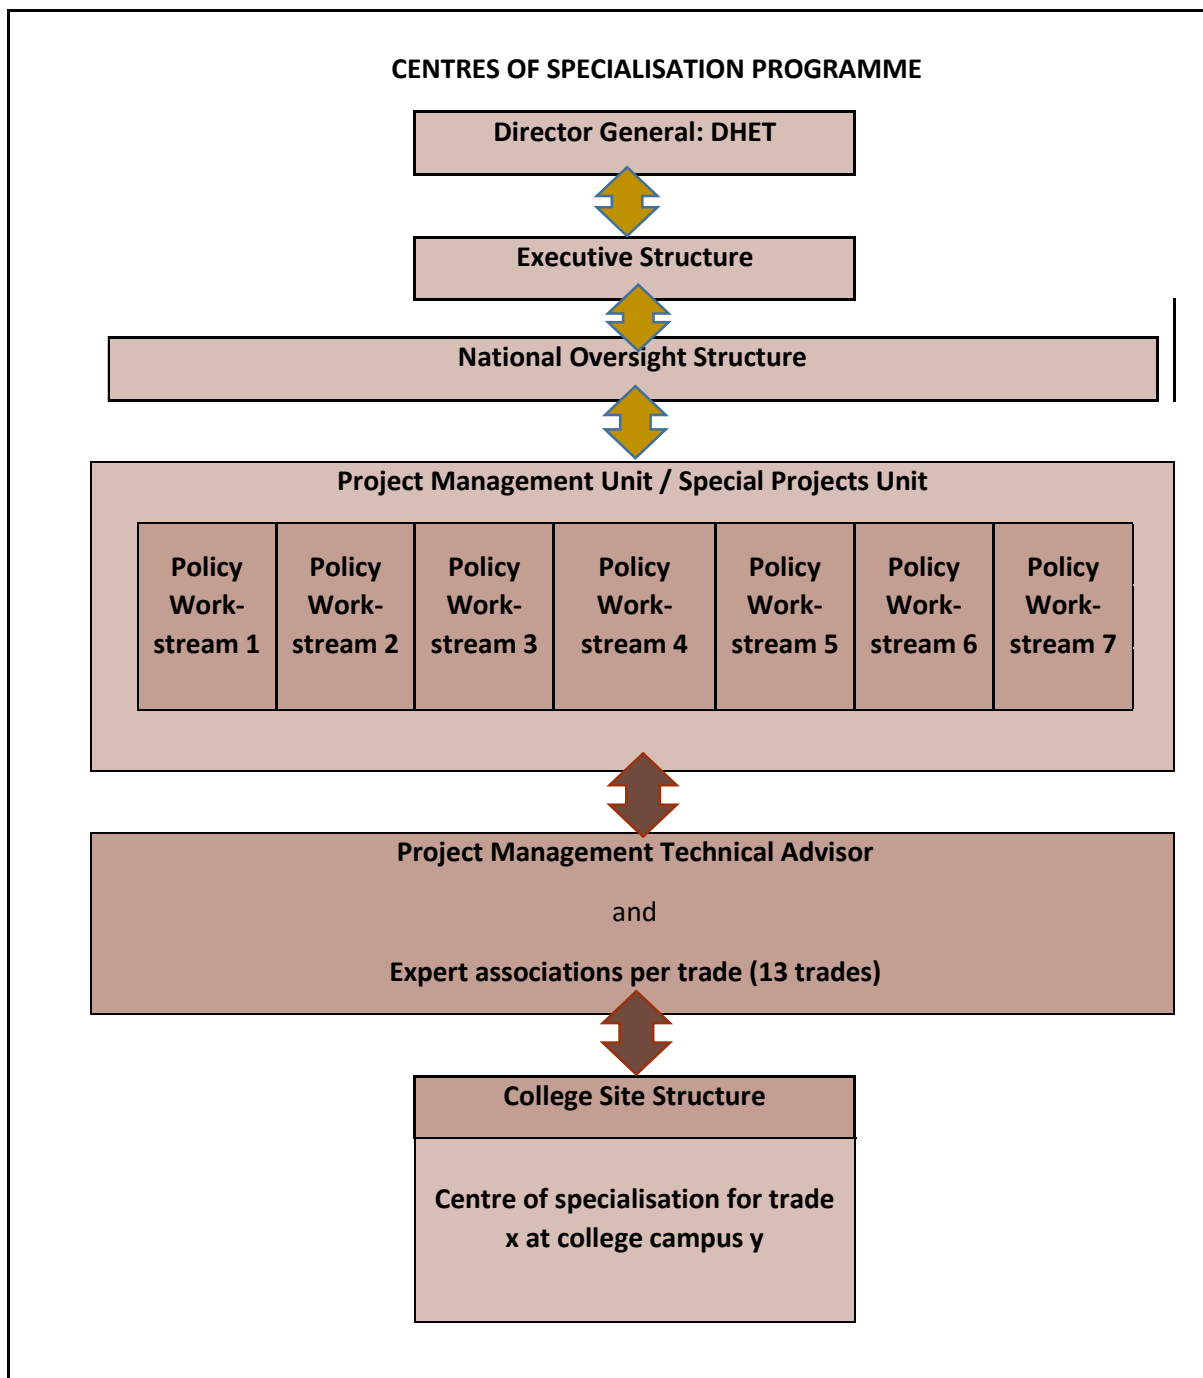 CENTRES OF SPECIALISATION PROGRAMME
Director General: DHET
Executive Structure
National Oversight Structure
Project Management Unit / Special Projects Unit
Policy
Work-
stream 1
Policy
Work-
stream 2
Policy
Work-
stream 3
Policy
Work-
stream 4
Policy
Work-
stream 5
Policy
Work-
stream 6
Policy
Work-
stream 7
Project Management Technical Advisor
and
Expert associations per trade (13 trades)
College Site Structure
Centre of specialisation for trade
x at college campus y